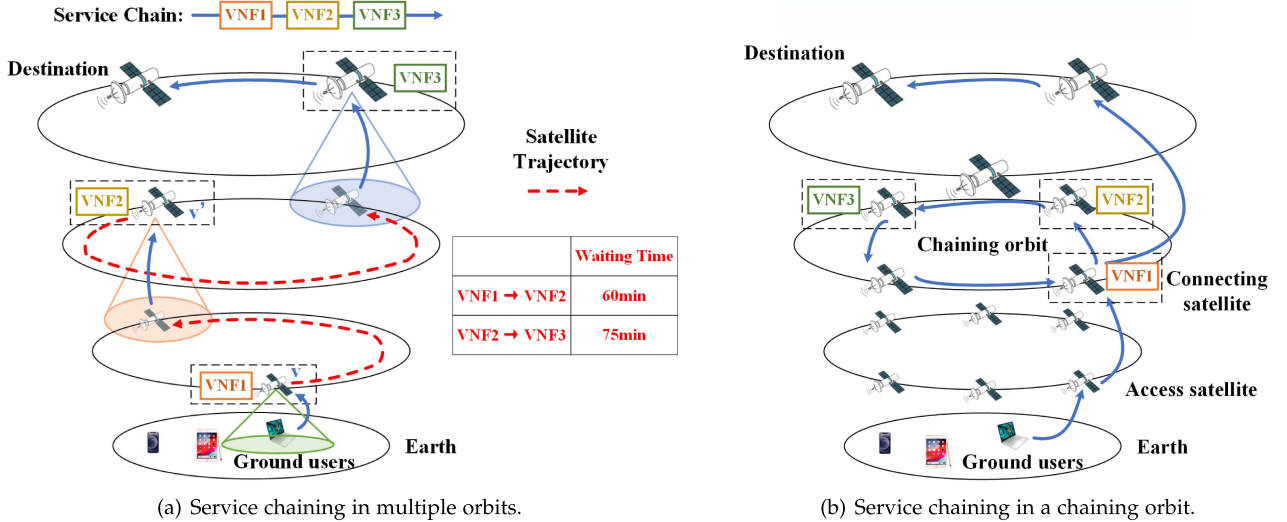 Service Chain: VNF1 VNF2 VNF3
Destination
VNF3
Satellite
Trajectory
VNF2
v'
Waiting Time
VNF1 → VNF2 60min
VNF2 → VNF3 75min
VNF1
v
Earth
Ground users
(a) Service chaining in multiple orbits.
Destination
VNF3
VNF2
Chaining orbit
VNF1
Connecting
satellite
Access satellite
Earth
Ground users
(b) Service chaining in a chaining orbit.